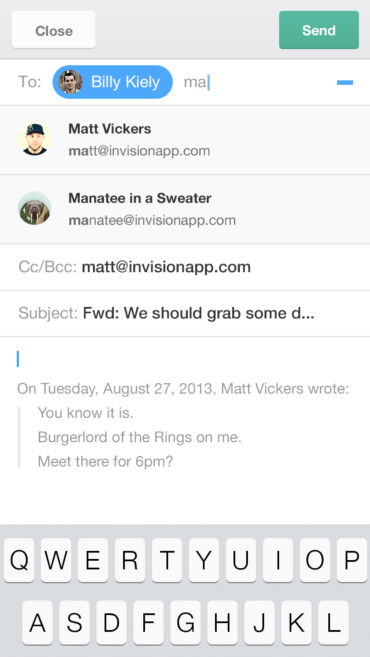 Close
Send
To: Billy Kiely ma
Matt Vickers
matt@invisionapp.com
Manatee in a Sweater
manatee@invisionapp.com
Cc/Bcc: matt@invisionapp.com
Subject: Fwd: We should grab some d...
On Tuesday, August 27, 2013, Matt Vickers wrote:
You know it is.
Burgerlord of the Rings on me.
Meet there for 6pm?
Q W E R T Y U I O P
A S D F G H J K L